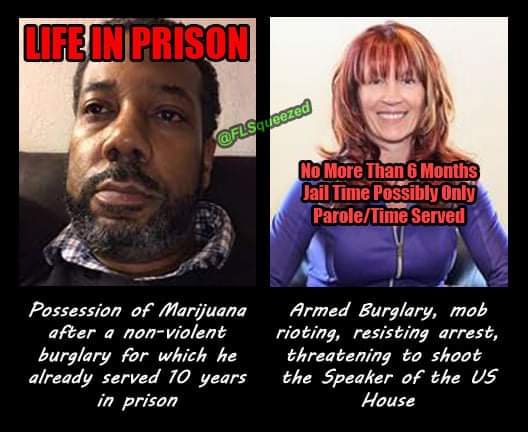 LIFE IN PRISON
@FLSqueezed
No More Than 6 Months
Jail Time Possibly Only
Parole/Time Served
Possession of Marijuana
after a non-violent
burglary for which he
already served 10 years
in prison
Armed Burglary, mob
rioting, resisting arrest,
threatening to shoot
the Speaker of the US
House